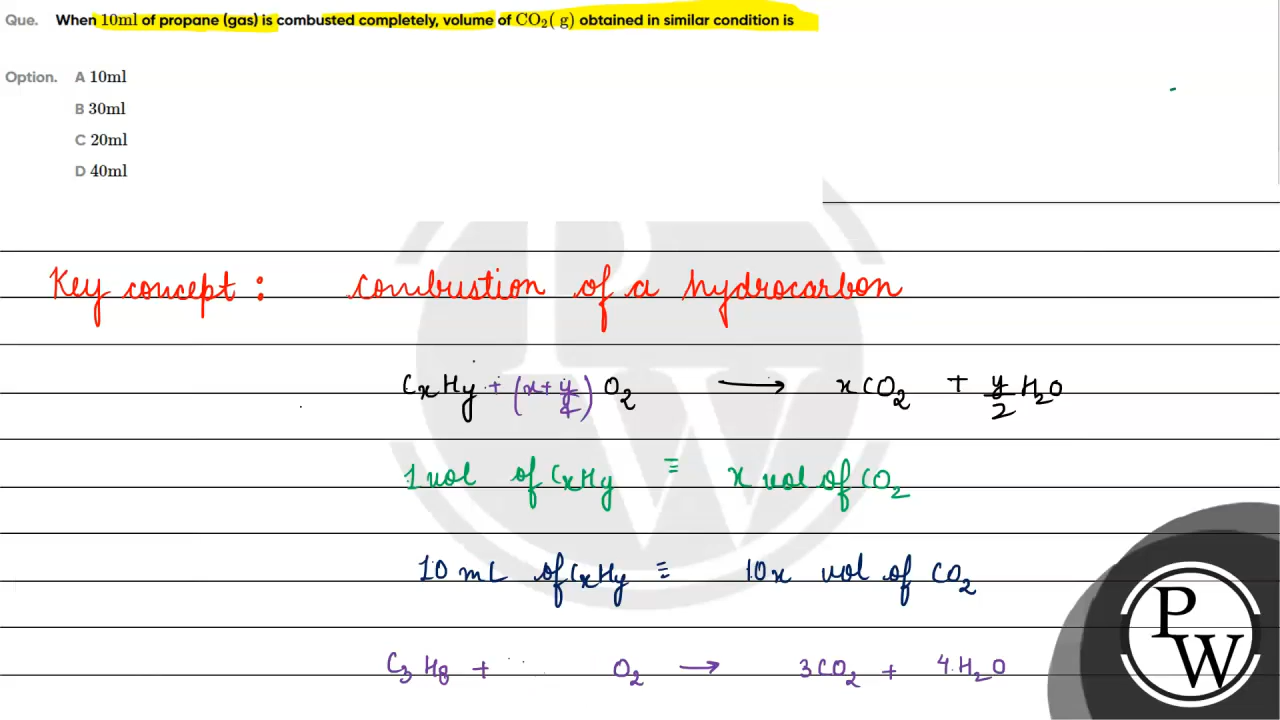 Que. When 10ml of propane (gas) is combusted completely, volume of CO₂( g) obtained in similar condition is
Option. A 10ml
B 30ml
C 20ml
D 40ml
Key concept : Combustion of a hydrocarbon
CxHy + (x + y/4) O₂ → xCO₂ + y/2 H₂O
1 vol of CxHy ≡ x vol of CO₂
10 mL of CxHy ≡ 10x vol of CO₂
C₃H₈ + O₂ → 3CO₂ + 4H₂O
PW